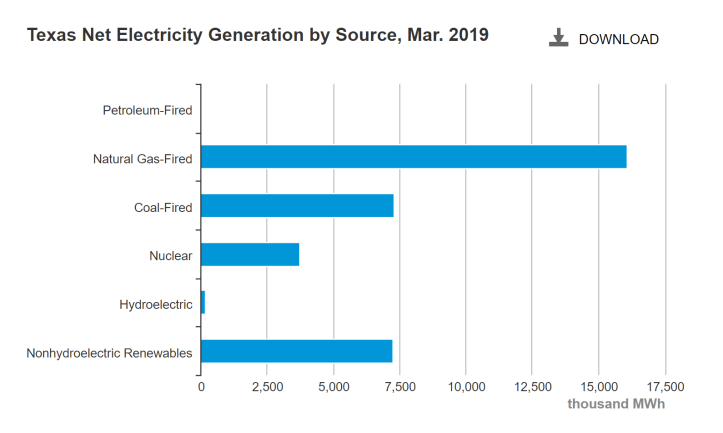 Texas Net Electricity Generation by Source, Mar. 2019
DOWNLOAD
Petroleum-Fired
Natural Gas-Fired
Coal-Fired
Nuclear
Hydroelectric
Nonhydroelectric Renewables
0 2,500 5,000 7,500 10,000 12,500 15,000 17,500
thousand MWh